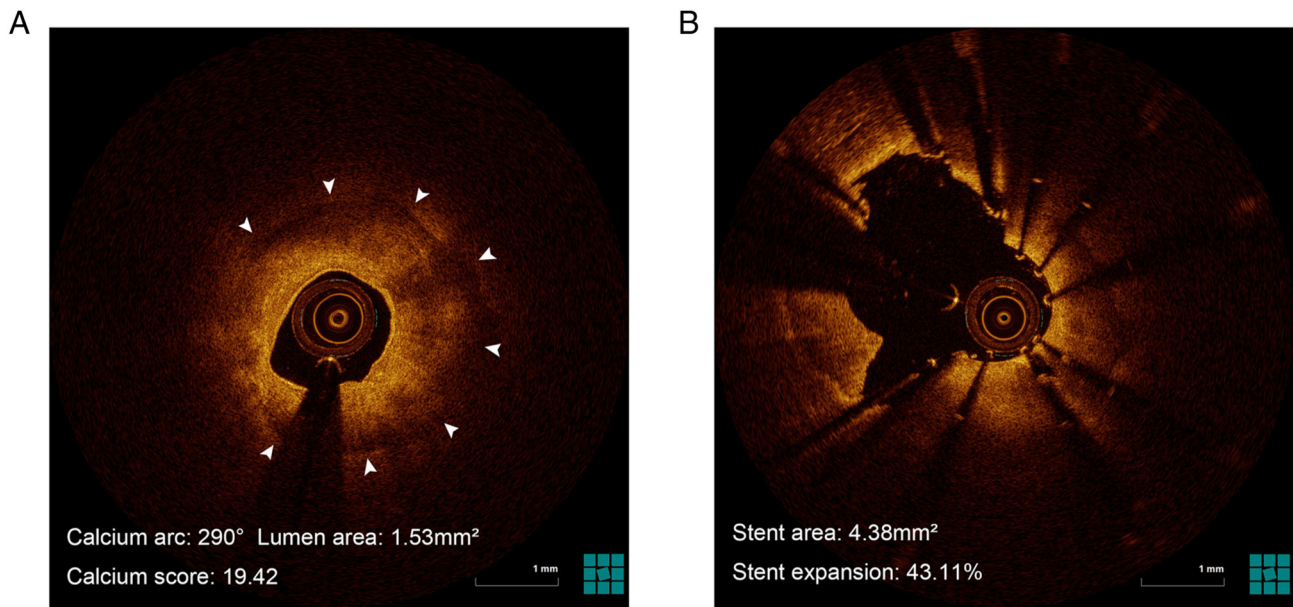 A
B
Calcium arc: 290° Lumen area: 1.53mm²
Calcium score: 19.42
1 mm
Stent area: 4.38mm²
Stent expansion: 43.11%
1 mm